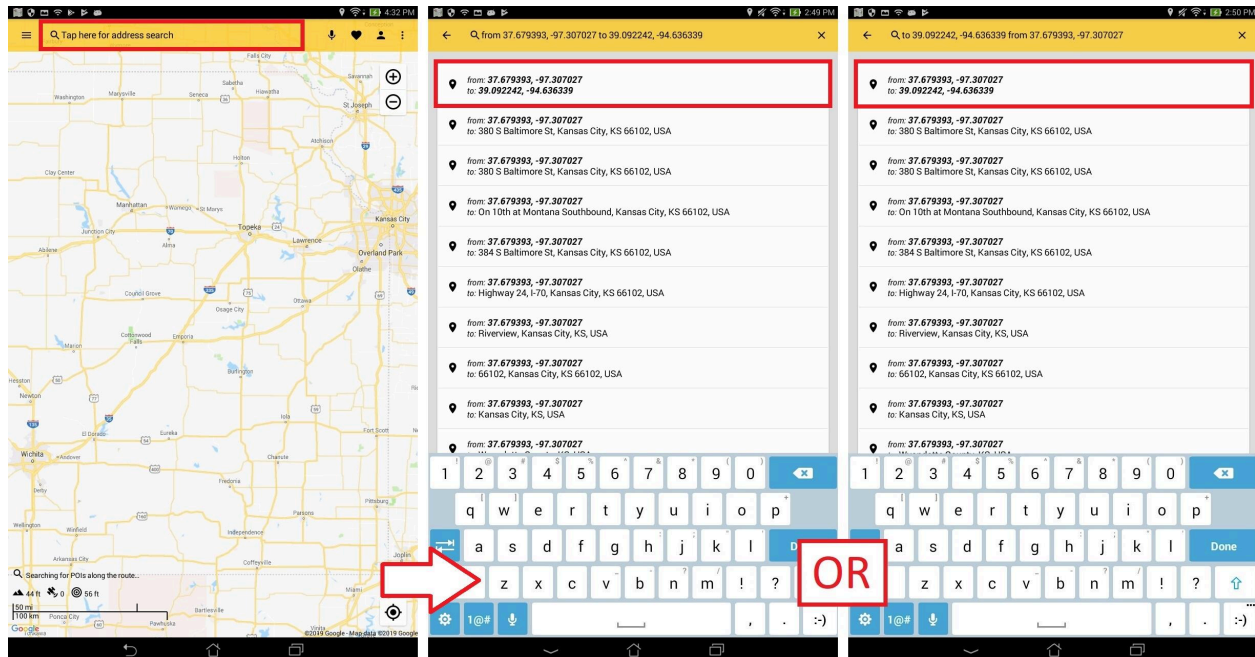 4:32 PM
Tap here for address search
Falls City
Sabetha
Savannah
Washington
Marysville
Seneca
36
Hiawatha
St Joseph
Atchison
Holton
Clay Center
Manhattan
Wamego
St Marys
Junction City
Topeka
24
Kansas City
Abilene
Alma
Lawrence
Overland Park
Olathe
Council Grove
75
Ottawa
69
Osage City
Cottonwood Falls
Emporia
Marion
Burlington
Hesston
50
Newton
77
Iola
59
El Dorado
54
Eureka
Fort Scott
Wichita
Andover
Chanute
400
Fredonia
Derby
Pittsburg
160
Parsons
Wellington
Winfield
Independence
Joplin
Arkansas City
Coffeyville
Searching for POIs along the route...
44 ft 0 56 ft
Miami
50 mi
100 km
Ponca City
60
Bartlesville
Pawhuska
Vinita
Google
©2019 Google - Map data ©2019 Google
2:49 PM
from 37.679393, -97.307027 to 39.092242, -94.636339
from: 37.679393, -97.307027
to: 39.092242, -94.636339
from: 37.679393, -97.307027
to: 380 S Baltimore St, Kansas City, KS 66102, USA
from: 37.679393, -97.307027
to: 380 S Baltimore St, Kansas City, KS 66102, USA
from: 37.679393, -97.307027
to: On 10th at Montana Southbound, Kansas City, KS 66102, USA
from: 37.679393, -97.307027
to: 384 S Baltimore St, Kansas City, KS 66102, USA
from: 37.679393, -97.307027
to: Highway 24, I-70, Kansas City, KS 66102, USA
from: 37.679393, -97.307027
to: Riverview, Kansas City, KS, USA
from: 37.679393, -97.307027
to: 66102, Kansas City, KS 66102, USA
from: 37.679393, -97.307027
to: Kansas City, KS, USA
from: 37.679393, -97.307027
1 2 3 4 5 6 7 8 9 0
q w e r t y u i o p
a s d f g h j k l D
z x c v b n m ! ?
1@# , . :-)
OR
2:50 PM
to 39.092242, -94.636339 from 37.679393, -97.307027
from: 37.679393, -97.307027
to: 39.092242, -94.636339
from: 37.679393, -97.307027
to: 380 S Baltimore St, Kansas City, KS 66102, USA
from: 37.679393, -97.307027
to: 380 S Baltimore St, Kansas City, KS 66102, USA
from: 37.679393, -97.307027
to: On 10th at Montana Southbound, Kansas City, KS 66102, USA
from: 37.679393, -97.307027
to: 384 S Baltimore St, Kansas City, KS 66102, USA
from: 37.679393, -97.307027
to: Highway 24, I-70, Kansas City, KS 66102, USA
from: 37.679393, -97.307027
to: Riverview, Kansas City, KS, USA
from: 37.679393, -97.307027
to: 66102, Kansas City, KS 66102, USA
from: 37.679393, -97.307027
to: Kansas City, KS, USA
from: 37.679393, -97.307027
1 2 3 4 5 6 7 8 9 0
q w e r t y u i o p
a s d f g h j k l Done
z x c v b n m ! ?
1@# , . :-)